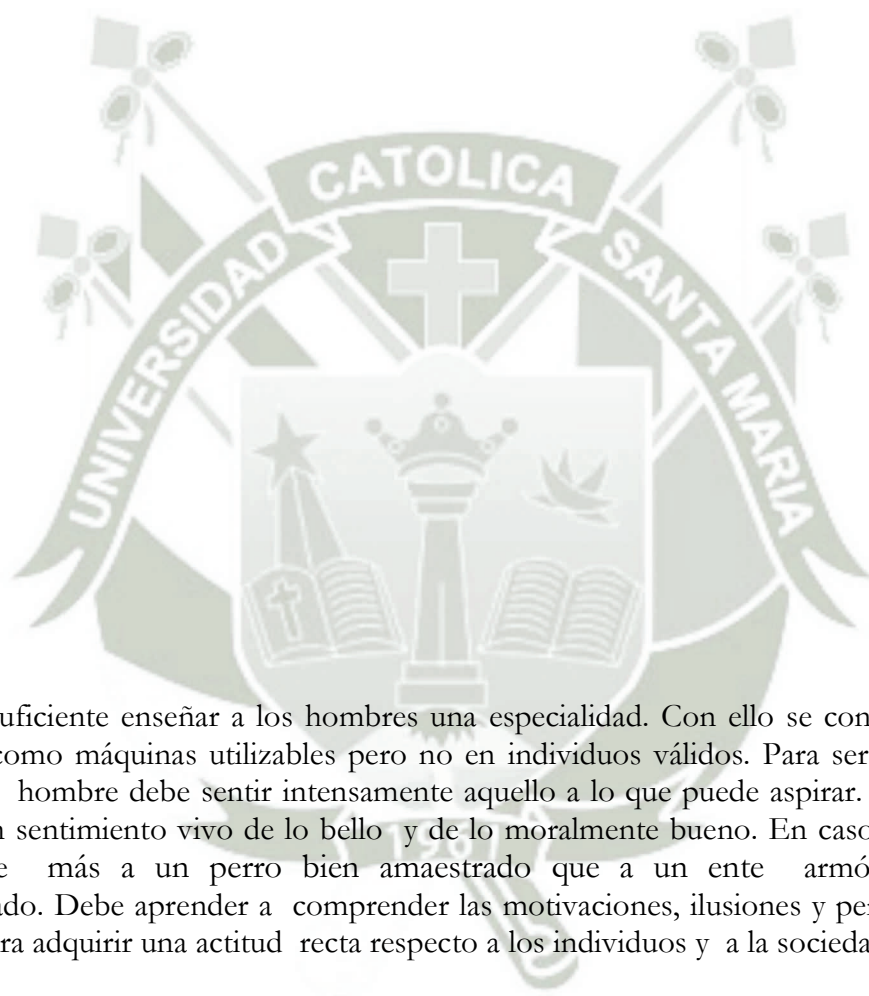 CATOLICA
UNIVERSIDAD
SANTA MARIA
uficiente enseñar a los hombres una especialidad. Con ello se con
como máquinas utilizables pero no en individuos válidos. Para ser
hombre debe sentir intensamente aquello a lo que puede aspirar.
n sentimiento vivo de lo bello y de lo moralmente bueno. En caso
e más a un perro bien amaestrado que a un ente armó
ado. Debe aprender a comprender las motivaciones, ilusiones y pe
ra adquirir una actitud recta respecto a los individuos y a la socieda